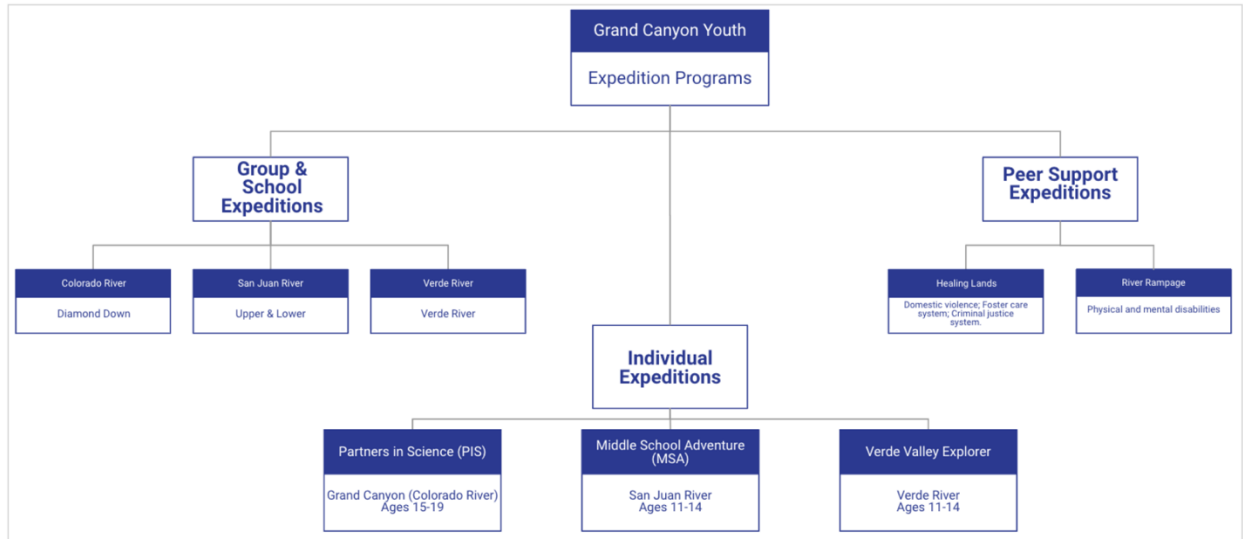 Grand Canyon Youth
Expedition Programs
Group &
School
Expeditions
Peer Support
Expeditions
Colorado River
Diamond Down
San Juan River
Upper & Lower
Verde River
Verde River
Healing Lands
Domestic violence; Foster care
system; Criminal justice
system.
River Rampage
Physical and mental disabilities
Individual
Expeditions
Partners in Science (PIS)
Grand Canyon (Colorado River)
Ages 15-19
Middle School Adventure
(MSA)
San Juan River
Ages 11-14
Verde Valley Explorer
Verde River
Ages 11-14